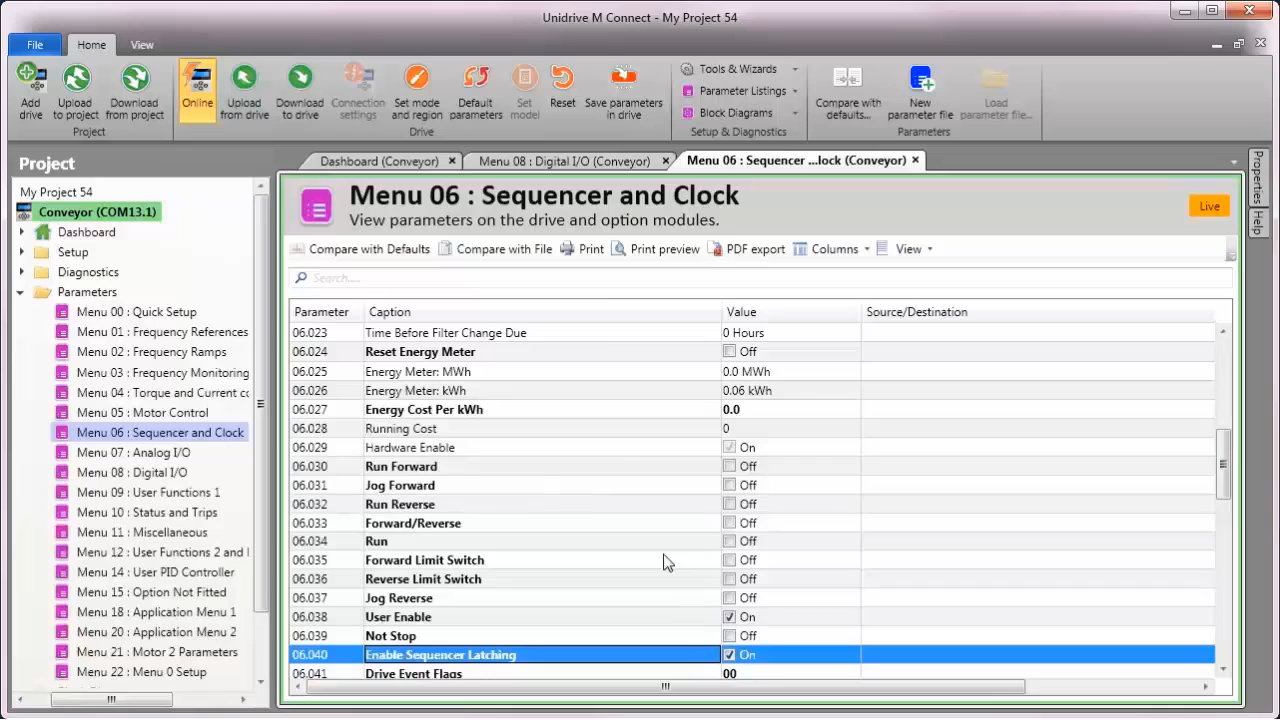 Unidrive M Connect - My Project 54
File
Home
View
Add drive
Upload to project
Download from project
Project
Online
Upload from drive
Download to drive
Connection settings
Set mode and region
Default parameters
Set model
Reset
Save parameters in drive
Drive
Tools & Wizards
Parameter Listings
Block Diagrams
Setup & Diagnostics
Compare with defaults...
New parameter file
Load parameter file...
Parameters
Project
My Project 54
Conveyor (COM13.1)
Dashboard
Setup
Diagnostics
Parameters
Menu 00 : Quick Setup
Menu 01 : Frequency References
Menu 02 : Frequency Ramps
Menu 03 : Frequency Monitoring
Menu 04 : Torque and Current co
Menu 05 : Motor Control
Menu 06 : Sequencer and Clock
Menu 07 : Analog I/O
Menu 08 : Digital I/O
Menu 09 : User Functions 1
Menu 10 : Status and Trips
Menu 11 : Miscellaneous
Menu 12 : User Functions 2 and
Menu 14 : User PID Controller
Menu 15 : Option Not Fitted
Menu 18 : Application Menu 1
Menu 20 : Application Menu 2
Menu 21 : Motor 2 Parameters
Menu 22 : Menu 0 Setup
Dashboard (Conveyor)
Menu 08 : Digital I/O (Conveyor)
Menu 06 : Sequencer ...lock (Conveyor)
Properties
Help
Menu 06 : Sequencer and Clock
View parameters on the drive and option modules.
Live
Compare with Defaults
Compare with File
Print
Print preview
PDF export
Columns
View
Search....
Parameter Caption Value Source/Destination
06.023 Time Before Filter Change Due 0 Hours
06.024 Reset Energy Meter Off
06.025 Energy Meter: MWh 0.0 MWh
06.026 Energy Meter: kWh 0.06 kWh
06.027 Energy Cost Per kWh 0.0
06.028 Running Cost 0
06.029 Hardware Enable On
06.030 Run Forward Off
06.031 Jog Forward Off
06.032 Run Reverse Off
06.033 Forward/Reverse Off
06.034 Run Off
06.035 Forward Limit Switch Off
06.036 Reverse Limit Switch Off
06.037 Jog Reverse Off
06.038 User Enable On
06.039 Not Stop Off
06.040 Enable Sequencer Latching On
06.041 Drive Event Flags 00